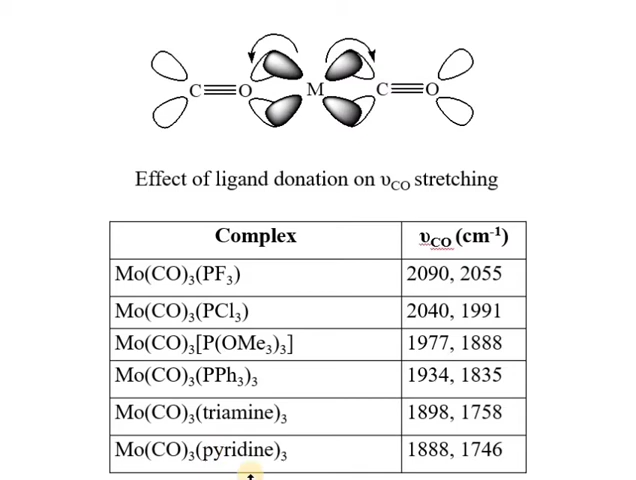 C≡O M C≡O
Effect of ligand donation on υCO stretching
Complex υCO (cm-1)
Mo(CO)3(PF3) 2090, 2055
Mo(CO)3(PCl3) 2040, 1991
Mo(CO)3[P(OMe3)3] 1977, 1888
Mo(CO)3(PPh3)3 1934, 1835
Mo(CO)3(triamine)3 1898, 1758
Mo(CO)3(pyridine)3 1888, 1746